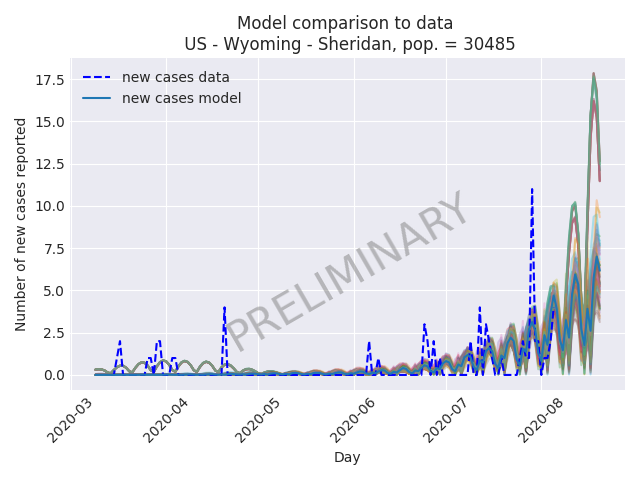 Model comparison to data
US - Wyoming - Sheridan, pop. = 30485
new cases data
new cases model
Number of new cases reported
17.5
15.0
12.5
10.0
7.5
5.0
2.5
0.0
PRELIMINARY
2020-03
2020-04
2020-05
2020-06
2020-07
2020-08
Day